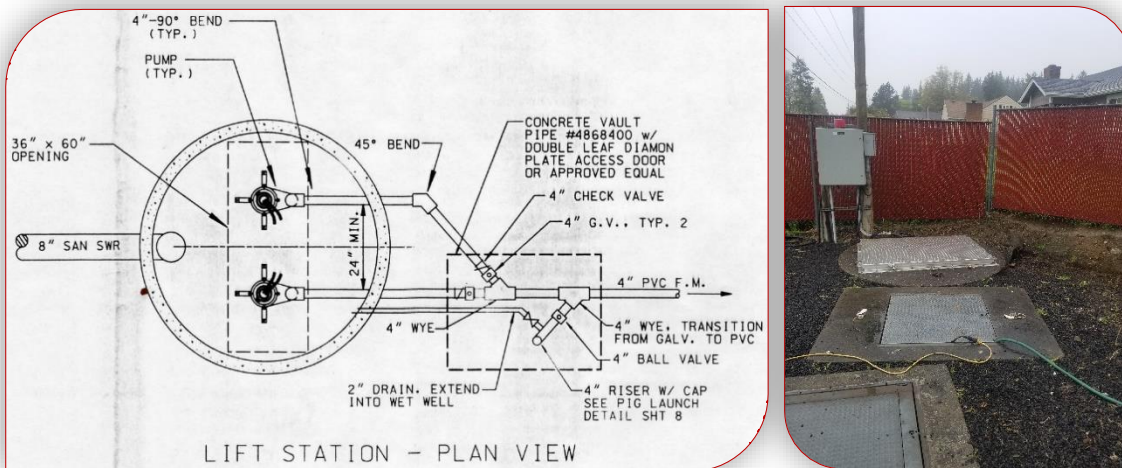 4"-90° BEND
(TYP.)
PUMP
(TYP.)
36" x 60"
OPENING
8" SAN SWR
45° BEND
24" MIN.
CONCRETE VAULT
PIPE #4868400 w/
DOUBLE LEAF DIAMON
PLATE ACCESS DOOR
OR APPROVED EQUAL
4" CHECK VALVE
4" G.V., TYP. 2
4" PVC F.M.
4" WYE
4" WYE, TRANSITION
FROM GALV. TO PVC
4" BALL VALVE
2" DRAIN. EXTEND
INTO WET WELL
4" RISER W/ CAP
SEE PIG LAUNCH
DETAIL SHT 8
LIFT STATION - PLAN VIEW